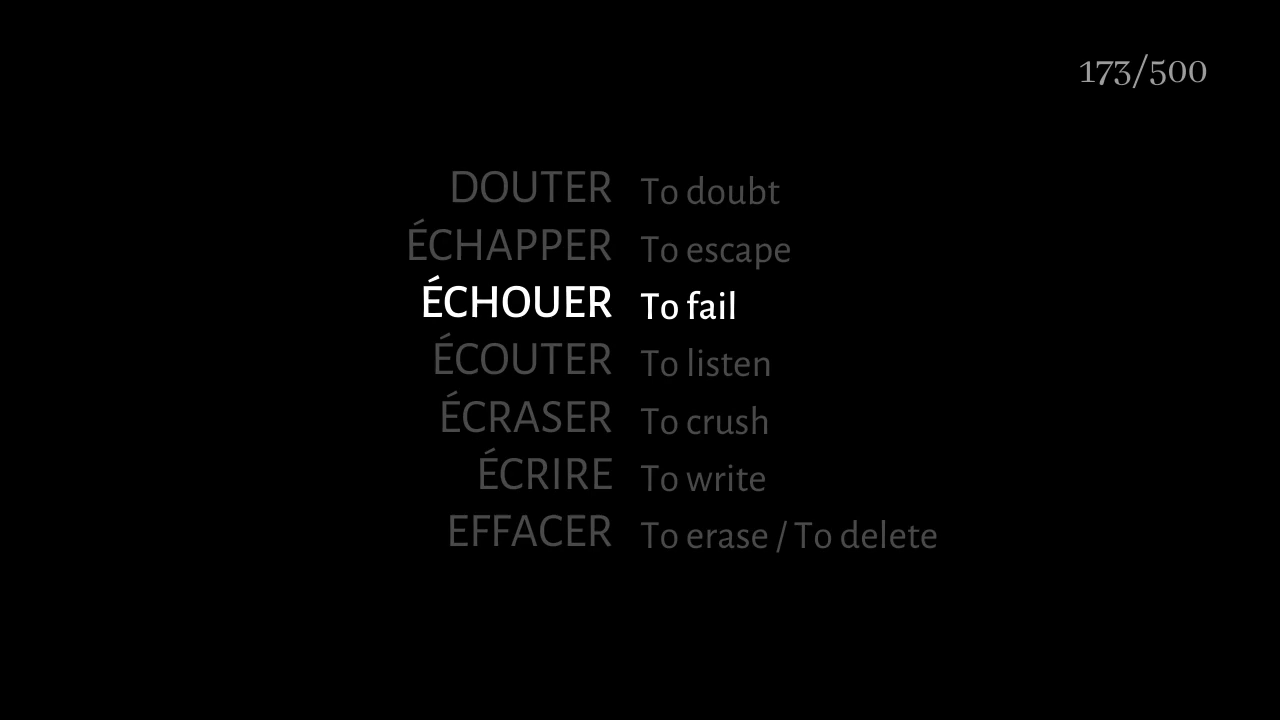 173/500
DOUTER To doubt
ÉCHAPPER To escape
ÉCHOUER To fail
ÉCOUTER To listen
ÉCRASER To crush
ÉCRIRE To write
EFFACER To erase / To delete